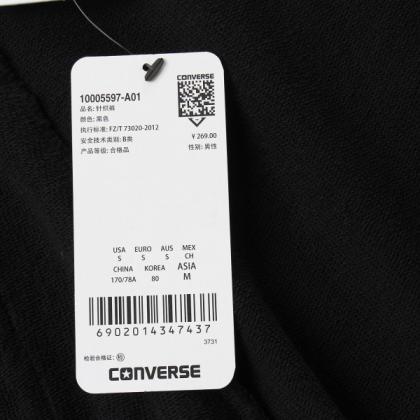 CONVERSE
10005597-A01
品名: 针织裤
颜色: 黑色
执行标准: FZ/T 73020-2012
安全技术类别: B类
¥ 269.00
产品等级: 合格品
性别: 男性
USA EURO AUS MEX
S S S CH
CHINA KOREA ASIA
170/78A 80 M
6902014347437
3731
检验合格证:
CONVERSE